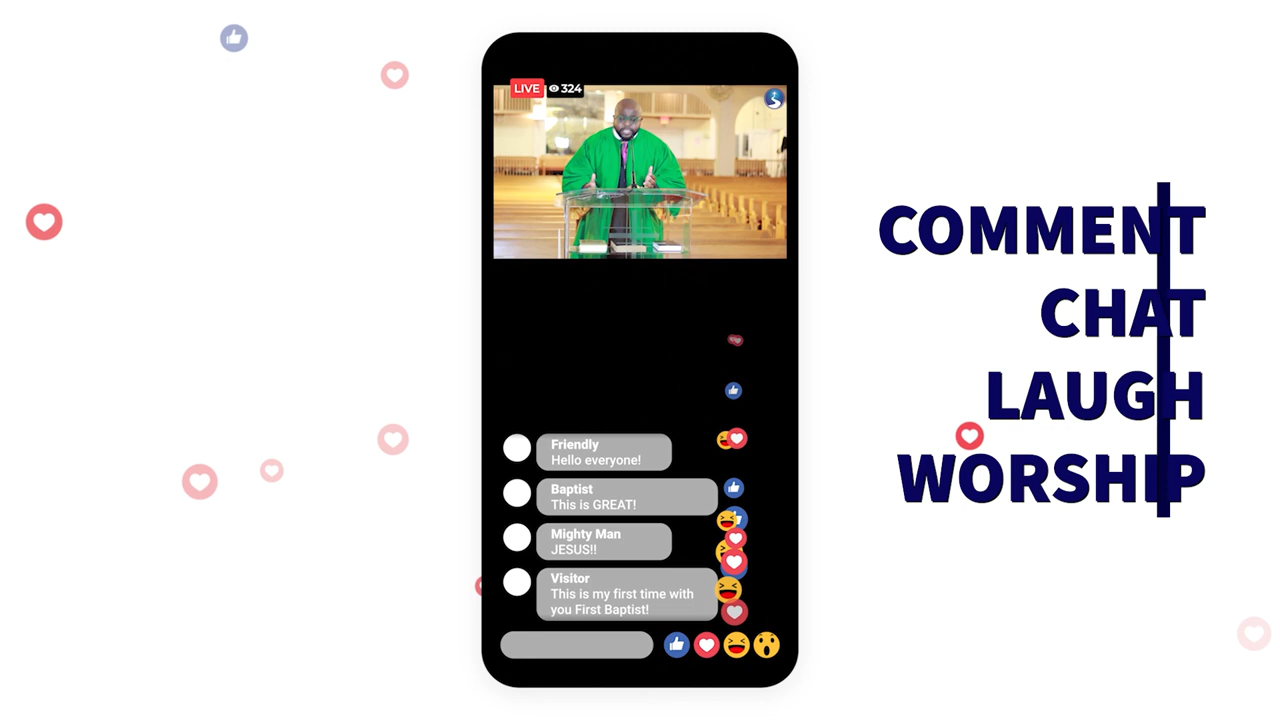 LIVE 324
Friendly
Hello everyone!
Baptist
This is GREAT!
Mighty Man
JESUS!!
Visitor
This is my first time with
you First Baptist!
COMMENT
CHAT
LAUGH
WORSHIP